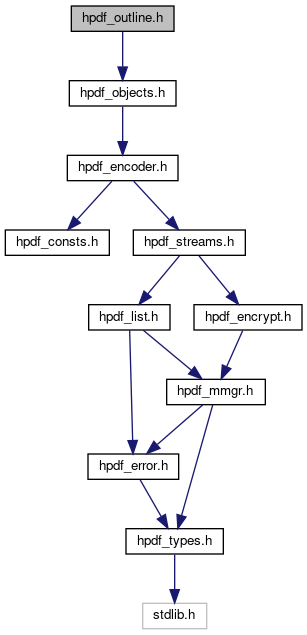 hpdf_outline.h
hpdf_objects.h
hpdf_encoder.h
hpdf_consts.h
hpdf_streams.h
hpdf_list.h
hpdf_encrypt.h
hpdf_mmgr.h
hpdf_error.h
hpdf_types.h
stdlib.h